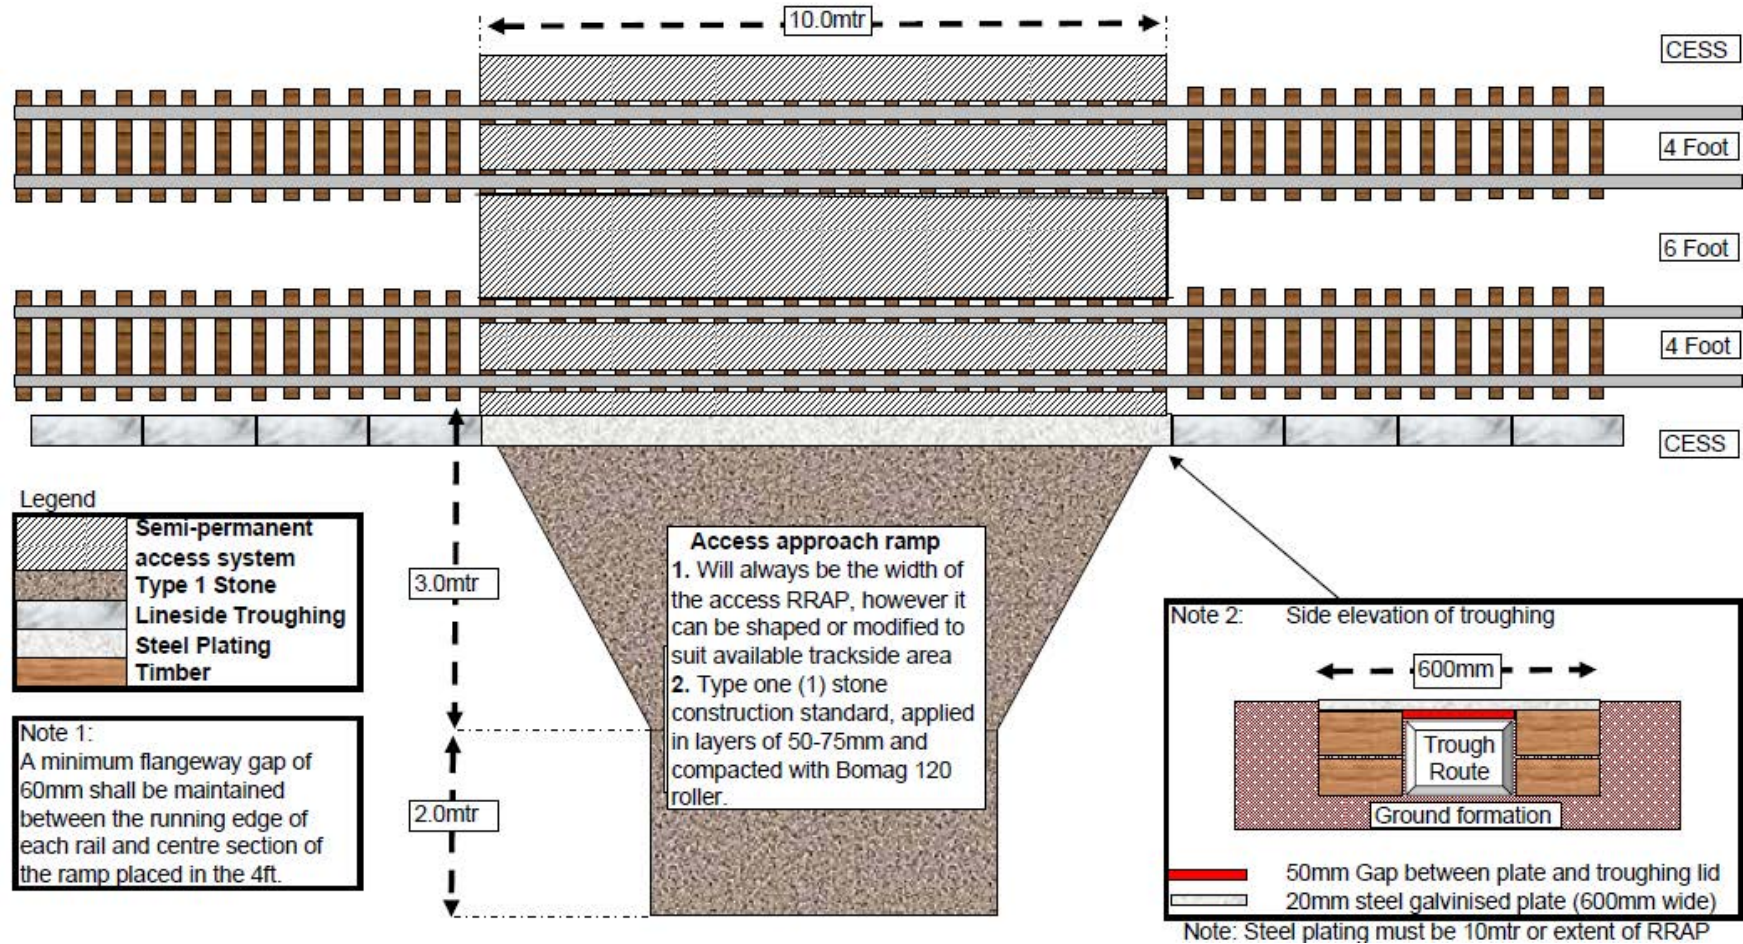 10.0mtr
CESS
4 Foot
6 Foot
4 Foot
CESS
Legend
Semi-permanent
access system
Type 1 Stone
Lineside Troughing
Steel Plating
Timber
3.0mtr
2.0mtr
Note 1:
A minimum flangeway gap of
60mm shall be maintained
between the running edge of
each rail and centre section of
the ramp placed in the 4ft.
Access approach ramp
1. Will always be the width of
the access RRAP, however it
can be shaped or modified to
suit available trackside area
2. Type one (1) stone
construction standard, applied
in layers of 50-75mm and
compacted with Bomag 120
roller.
Note 2: Side elevation of troughing
600mm
Trough
Route
Ground formation
50mm Gap between plate and troughing lid
20mm steel galvinised plate (600mm wide)
Note: Steel plating must be 10mtr or extent of RRAP